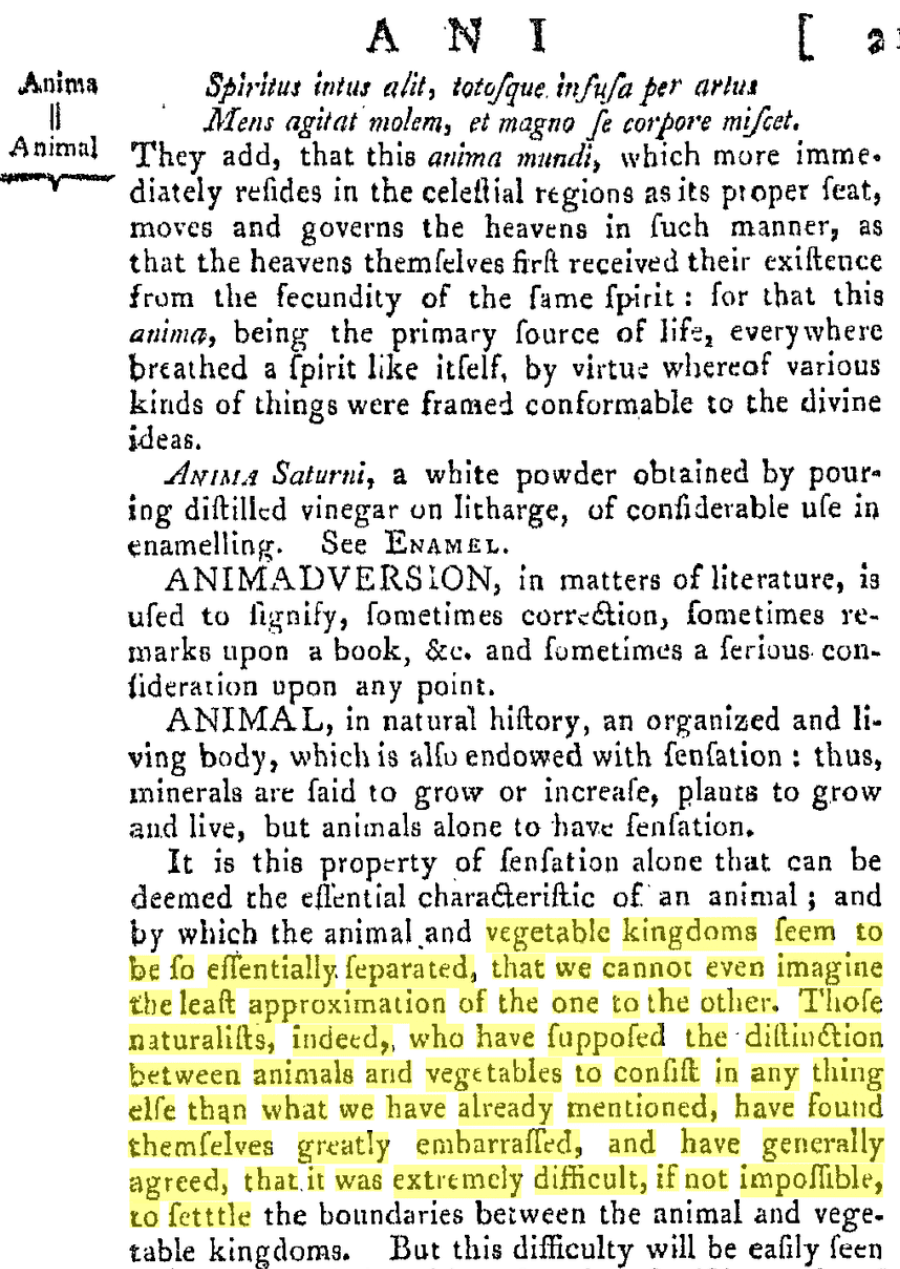 A N I [ 2
Anima
||
Animal
Spiritus intus alit, totoſque infuſa per artus
Mens agitat molem, et magno ſe corpore miſcet.
They add, that this anima mundi, which more imme-
diately reſides in the celeſtial regions as its proper ſeat,
moves and governs the heavens in ſuch manner, as
that the heavens themſelves firſt received their exiſtence
from the fecundity of the ſame ſpirit : for that this
anima, being the primary ſource of life, everywhere
breathed a ſpirit like itſelf, by virtue whereof various
kinds of things were framed conformable to the divine
ideas.
ANIMA Saturni, a white powder obtained by pour-
ing diſtilled vinegar on litharge, of conſiderable uſe in
enamelling. See ENAMEL.
ANIMADVERSION, in matters of literature, is
uſed to ſignify, ſometimes correction, ſometimes re-
marks upon a book, &c. and ſometimes a ſerious con-
ſideration upon any point.
ANIMAL, in natural hiſtory, an organized and li-
ving body, which is alſo endowed with ſenſation : thus,
minerals are ſaid to grow or increaſe, plants to grow
and live, but animals alone to have ſenſation.
It is this property of ſenſation alone that can be
deemed the eſſential characteriſtic of an animal ; and
by which the animal and vegetable kingdoms ſeem to
be ſo eſſentially ſeparated, that we cannot even imagine
the leaſt approximation of the one to the other. Thoſe
naturaliſts, indeed, who have ſuppoſed the diſtinction
between animals and vegetables to conſiſt in any thing
elſe than what we have already mentioned, have found
themſelves greatly embarraſſed, and have generally
agreed, that it was extremely difficult, if not impoſſible,
to ſetttle the boundaries between the animal and vege-
table kingdoms. But this difficulty will be eaſily ſeen